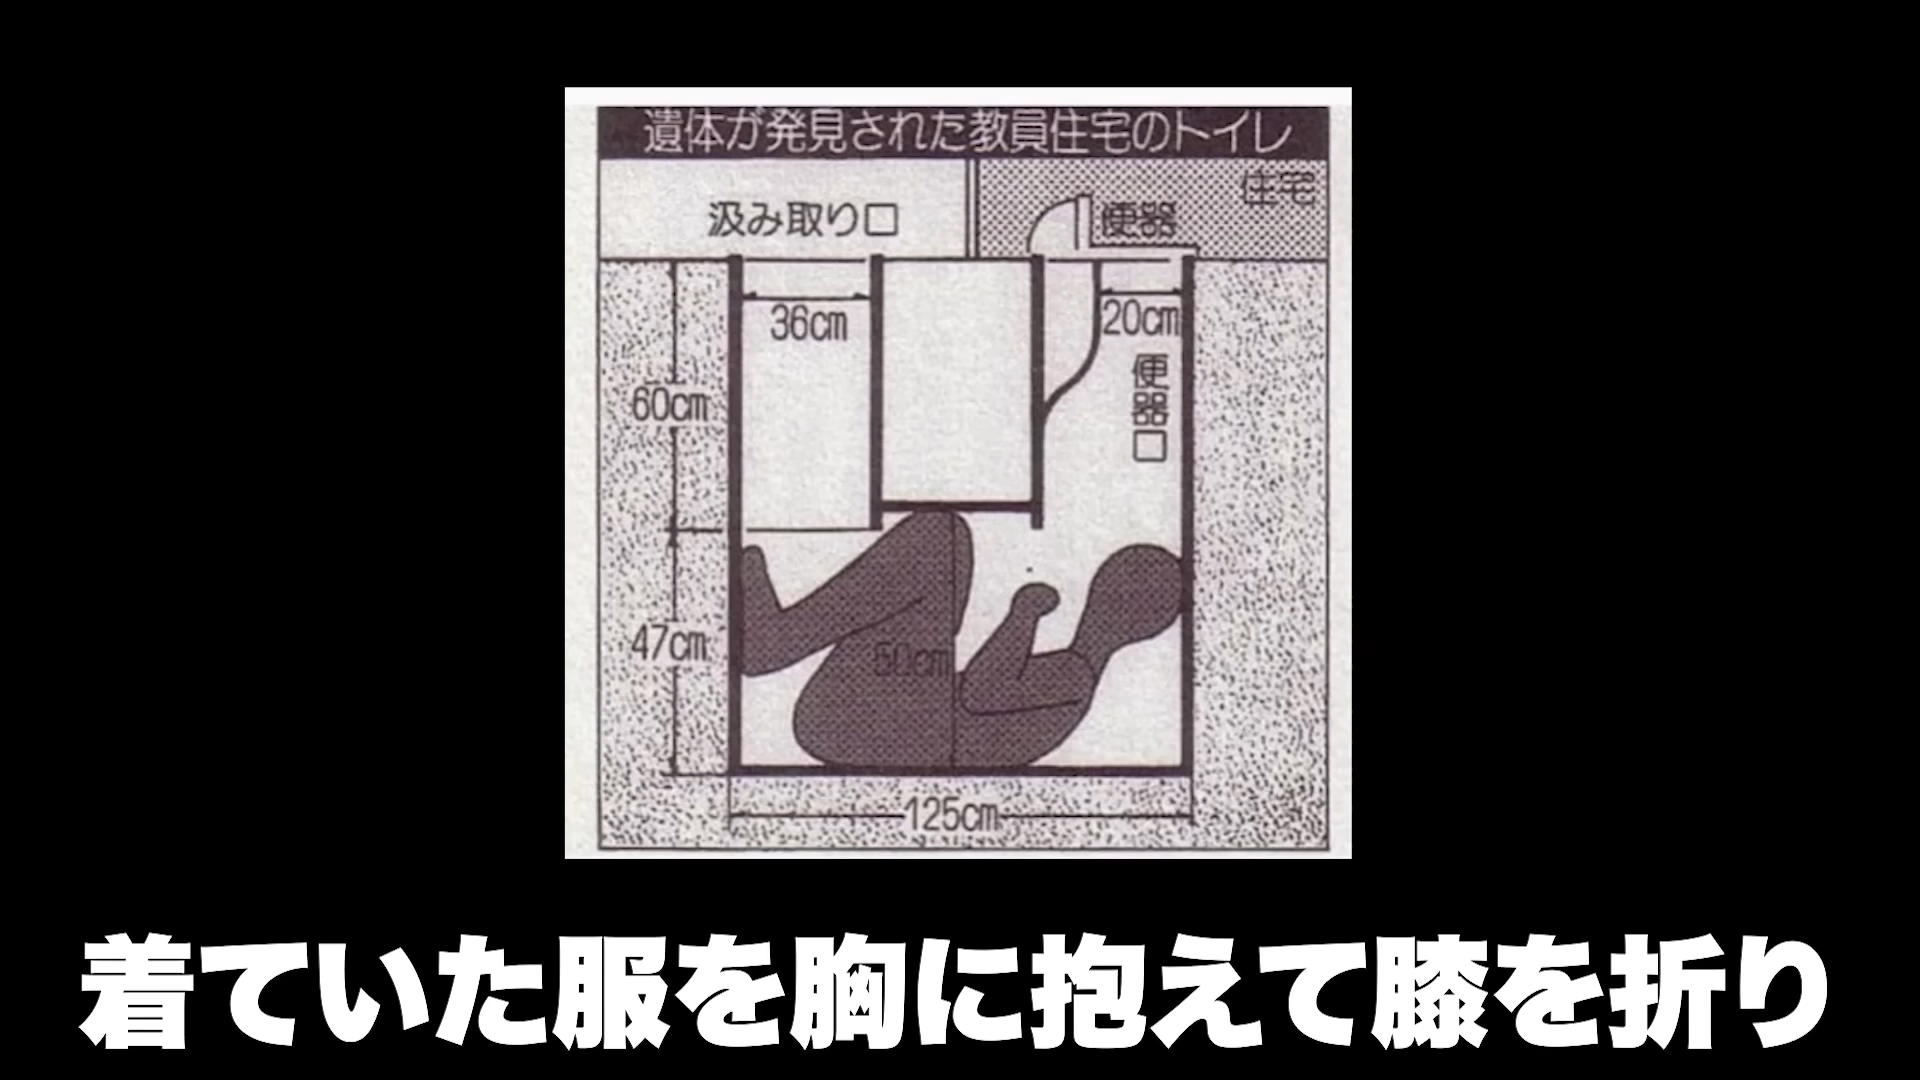 遺体が発見された教員住宅のトイレ
住宅
汲み取り口
便器
36cm
20cm
便器口
60cm
47cm
50cm
125cm
着ていた服を胸に抱えて膝を折り